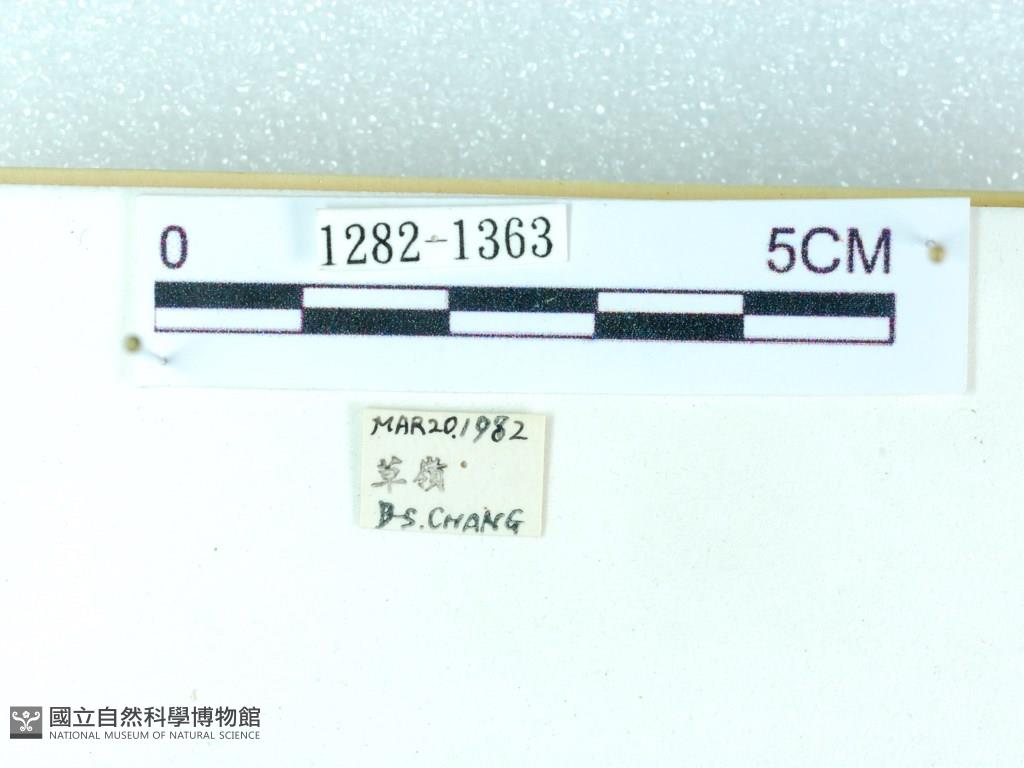 0 1282-1363 5CM
MAR20.1982
草嶺
B-S.CHANG
國立自然科學博物館
NATIONAL MUSEUM OF NATURAL SCIENCE